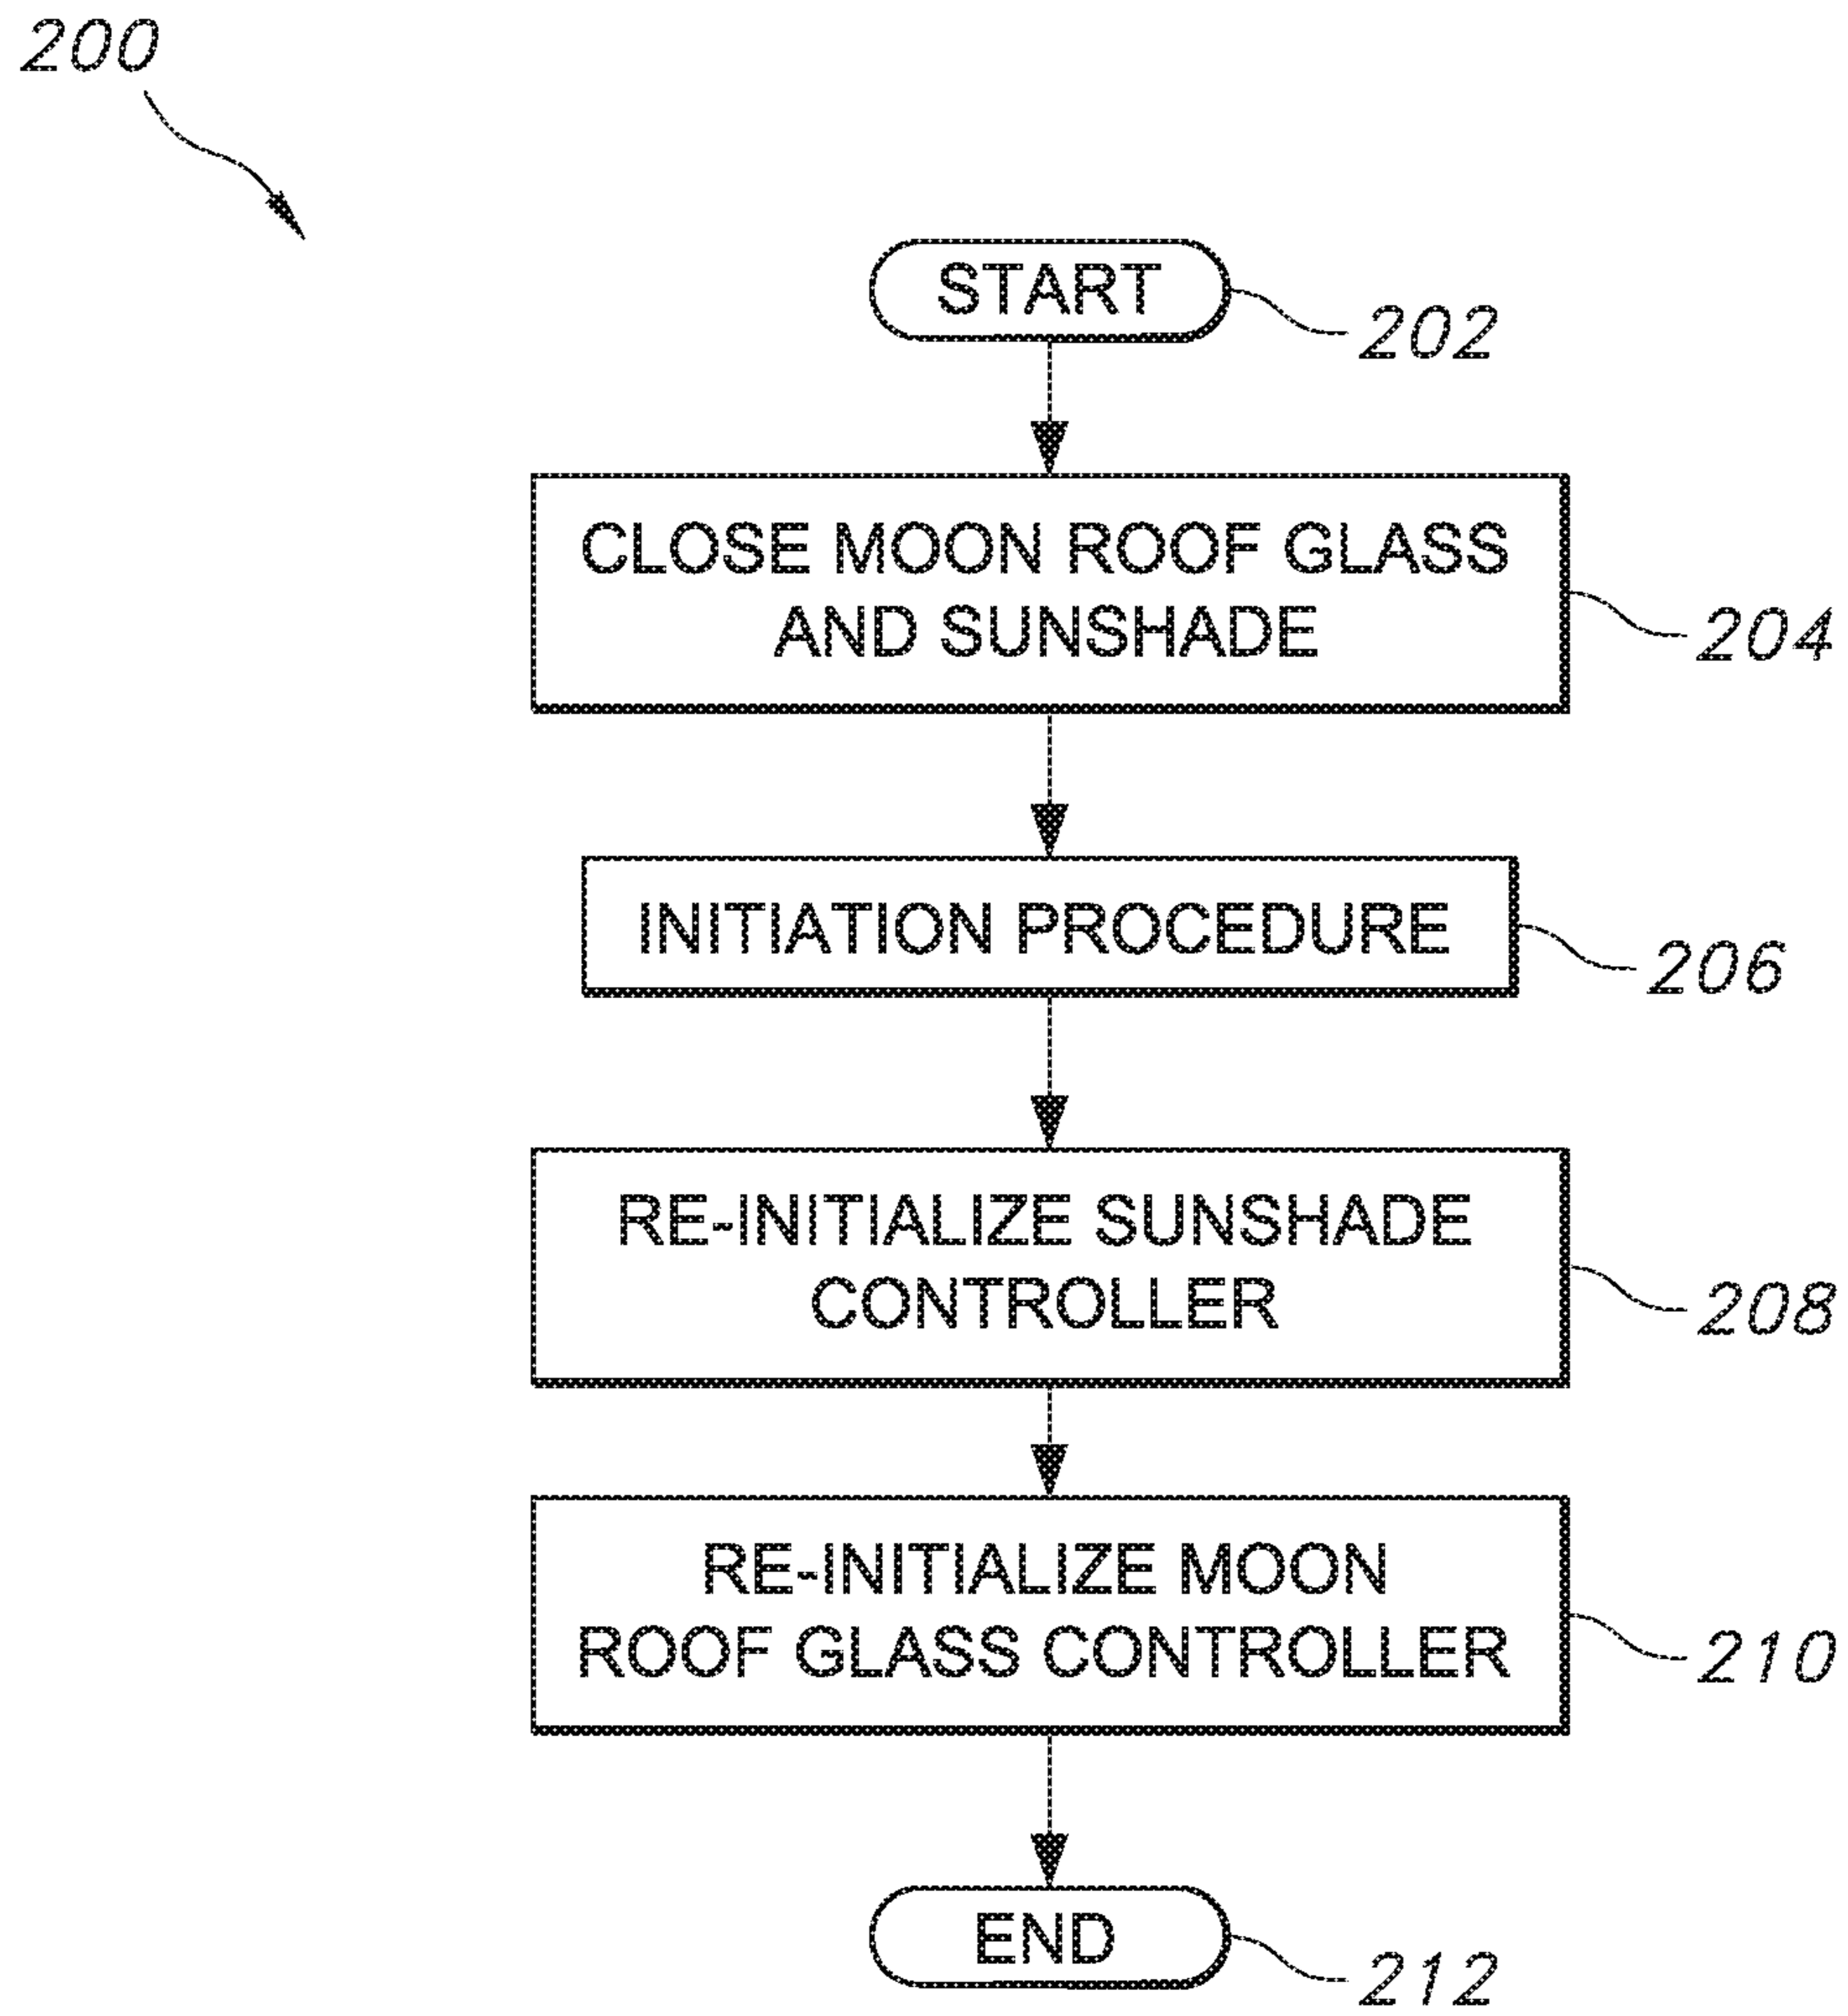 200
START
202
CLOSE MOON ROOF GLASS
AND SUNSHADE
204
INITIATION PROCEDURE
206
RE-INITIALIZE SUNSHADE
CONTROLLER
208
RE-INITIALIZE MOON
ROOF GLASS CONTROLLER
210
END
212